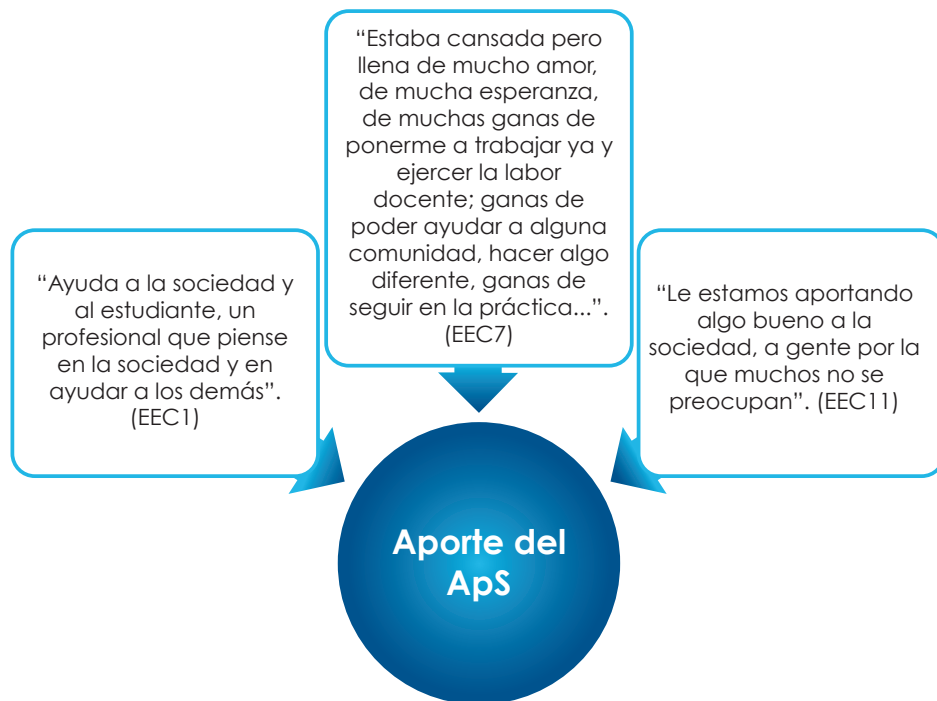 “Estaba cansada pero
llena de mucho amor,
de mucha esperanza,
de muchas ganas de
ponerme a trabajar ya y
ejercer la labor
docente; ganas de
poder ayudar a alguna
comunidad, hacer algo
diferente, ganas de
seguir en la práctica...”.
(EEC7)
“Ayuda a la sociedad y
al estudiante, un
profesional que piense
en la sociedad y en
ayudar a los demás”.
(EEC1)
“Le estamos aportando
algo bueno a la
sociedad, a gente por la
que muchos no se
preocupan”. (EEC11)
Aporte del
ApS